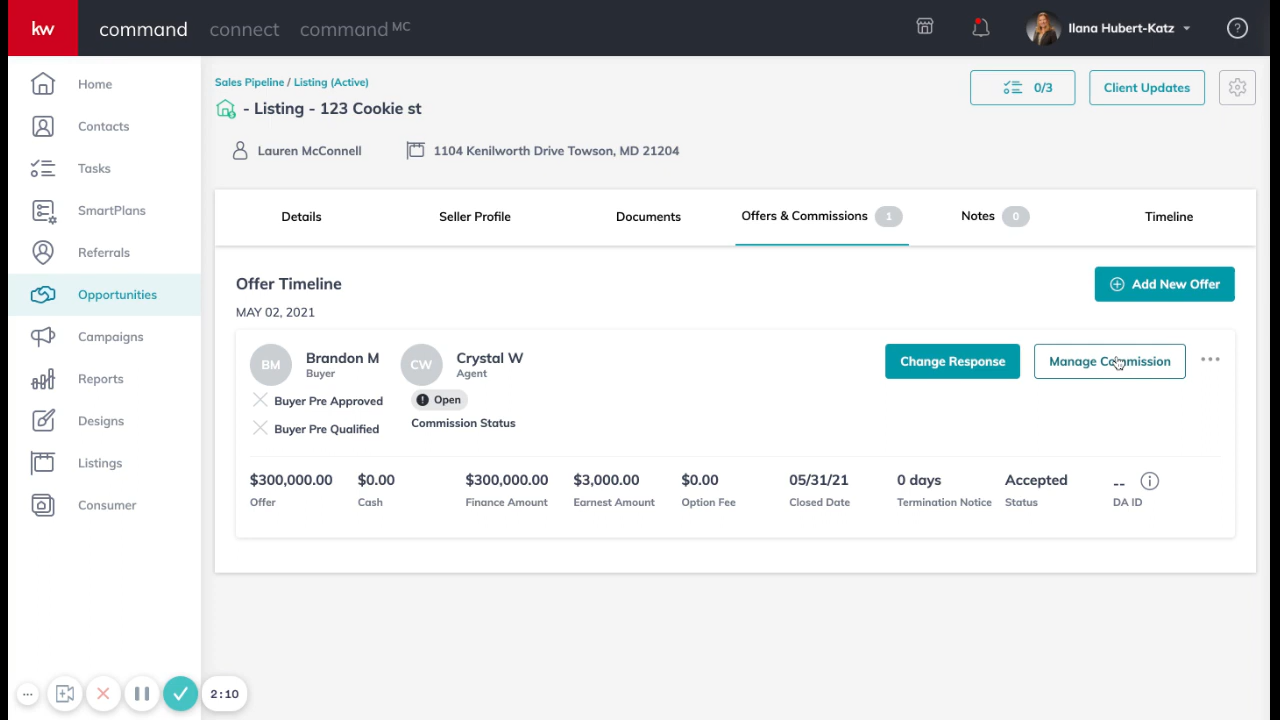 kw command connect command MC Ilana Hubert-Katz ?
Home
Contacts
Tasks
SmartPlans
Referrals
Opportunities
Campaigns
Reports
Designs
Listings
Consumer
Sales Pipeline / Listing (Active)
- Listing - 123 Cookie st
0/3
Client Updates
Lauren McConnell
1104 Kenilworth Drive Towson, MD 21204
Details Seller Profile Documents Offers & Commissions 1 Notes 0 Timeline
Offer Timeline
Add New Offer
MAY 02, 2021
BM Brandon M
Buyer
CW Crystal W
Agent
Change Response
Manage Commission
Buyer Pre Approved
Buyer Pre Qualified
Open
Commission Status
$300,000.00 $0.00 $300,000.00 $3,000.00 $0.00 05/31/21 0 days Accepted --
Offer Cash Finance Amount Earnest Amount Option Fee Closed Date Termination Notice Status DA ID
2:10